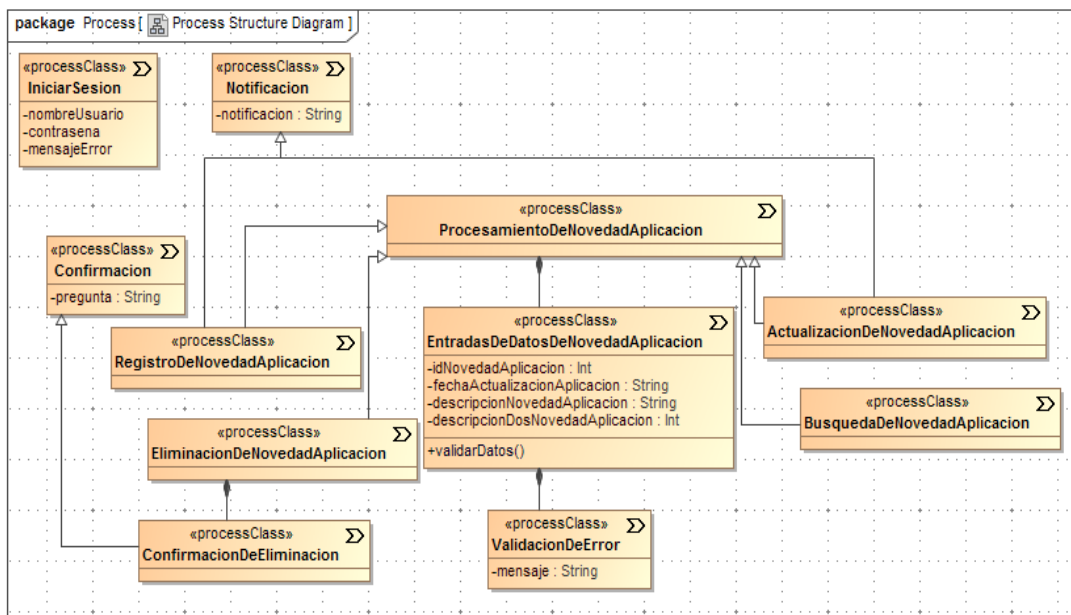 package Process [ Process Structure Diagram ]
«processClass»
IniciarSesion
-nombreUsuario
-contrasena
-mensajeError
«processClass»
Notificacion
-notificacion : String
«processClass»
ProcesamientoDeNovedadAplicacion
«processClass»
Confirmacion
-pregunta : String
«processClass»
RegistroDeNovedadAplicacion
«processClass»
EntradasDeDatosDeNovedadAplicacion
-idNovedadAplicacion : Int
-fechaActualizacionAplicacion : String
-descripcionNovedadAplicacion : String
-descripcionDosNovedadAplicacion : Int
+validarDatos()
«processClass»
ActualizacionDeNovedadAplicacion
«processClass»
BusquedaDeNovedadAplicacion
«processClass»
EliminacionDeNovedadAplicacion
«processClass»
ConfirmacionDeEliminacion
«processClass»
ValidacionDeError
-mensaje : String